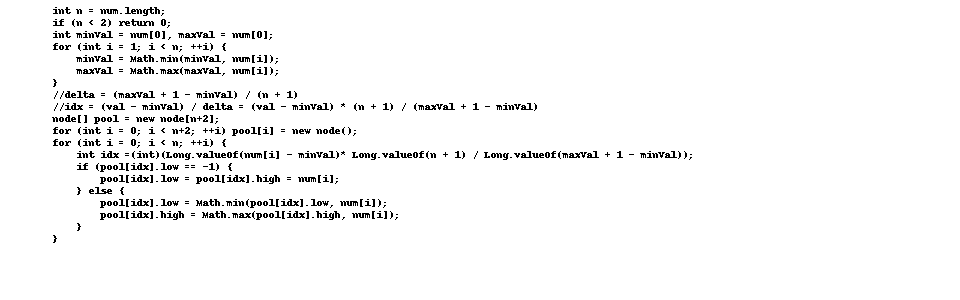 int n = num.length;
if (n < 2) return 0;
int minVal = num[0], maxVal = num[0];
for (int i = 1; i < n; ++i) {
    minVal = Math.min(minVal, num[i]);
    maxVal = Math.max(maxVal, num[i]);
}
//delta = (maxVal + 1 - minVal) / (n + 1)
//idx = (val - minVal) / delta = (val - minVal) * (n + 1) / (maxVal + 1 - minVal)
node[] pool = new node[n+2];
for (int i = 0; i < n+2; ++i) pool[i] = new node();
for (int i = 0; i < n; ++i) {
    int idx =(int)(Long.valueOf(num[i] - minVal)* Long.valueOf(n + 1) / Long.valueOf(maxVal + 1 - minVal));
    if (pool[idx].low == -1) {
        pool[idx].low = pool[idx].high = num[i];
    } else {
        pool[idx].low = Math.min(pool[idx].low, num[i]);
        pool[idx].high = Math.max(pool[idx].high, num[i]);
    }
}